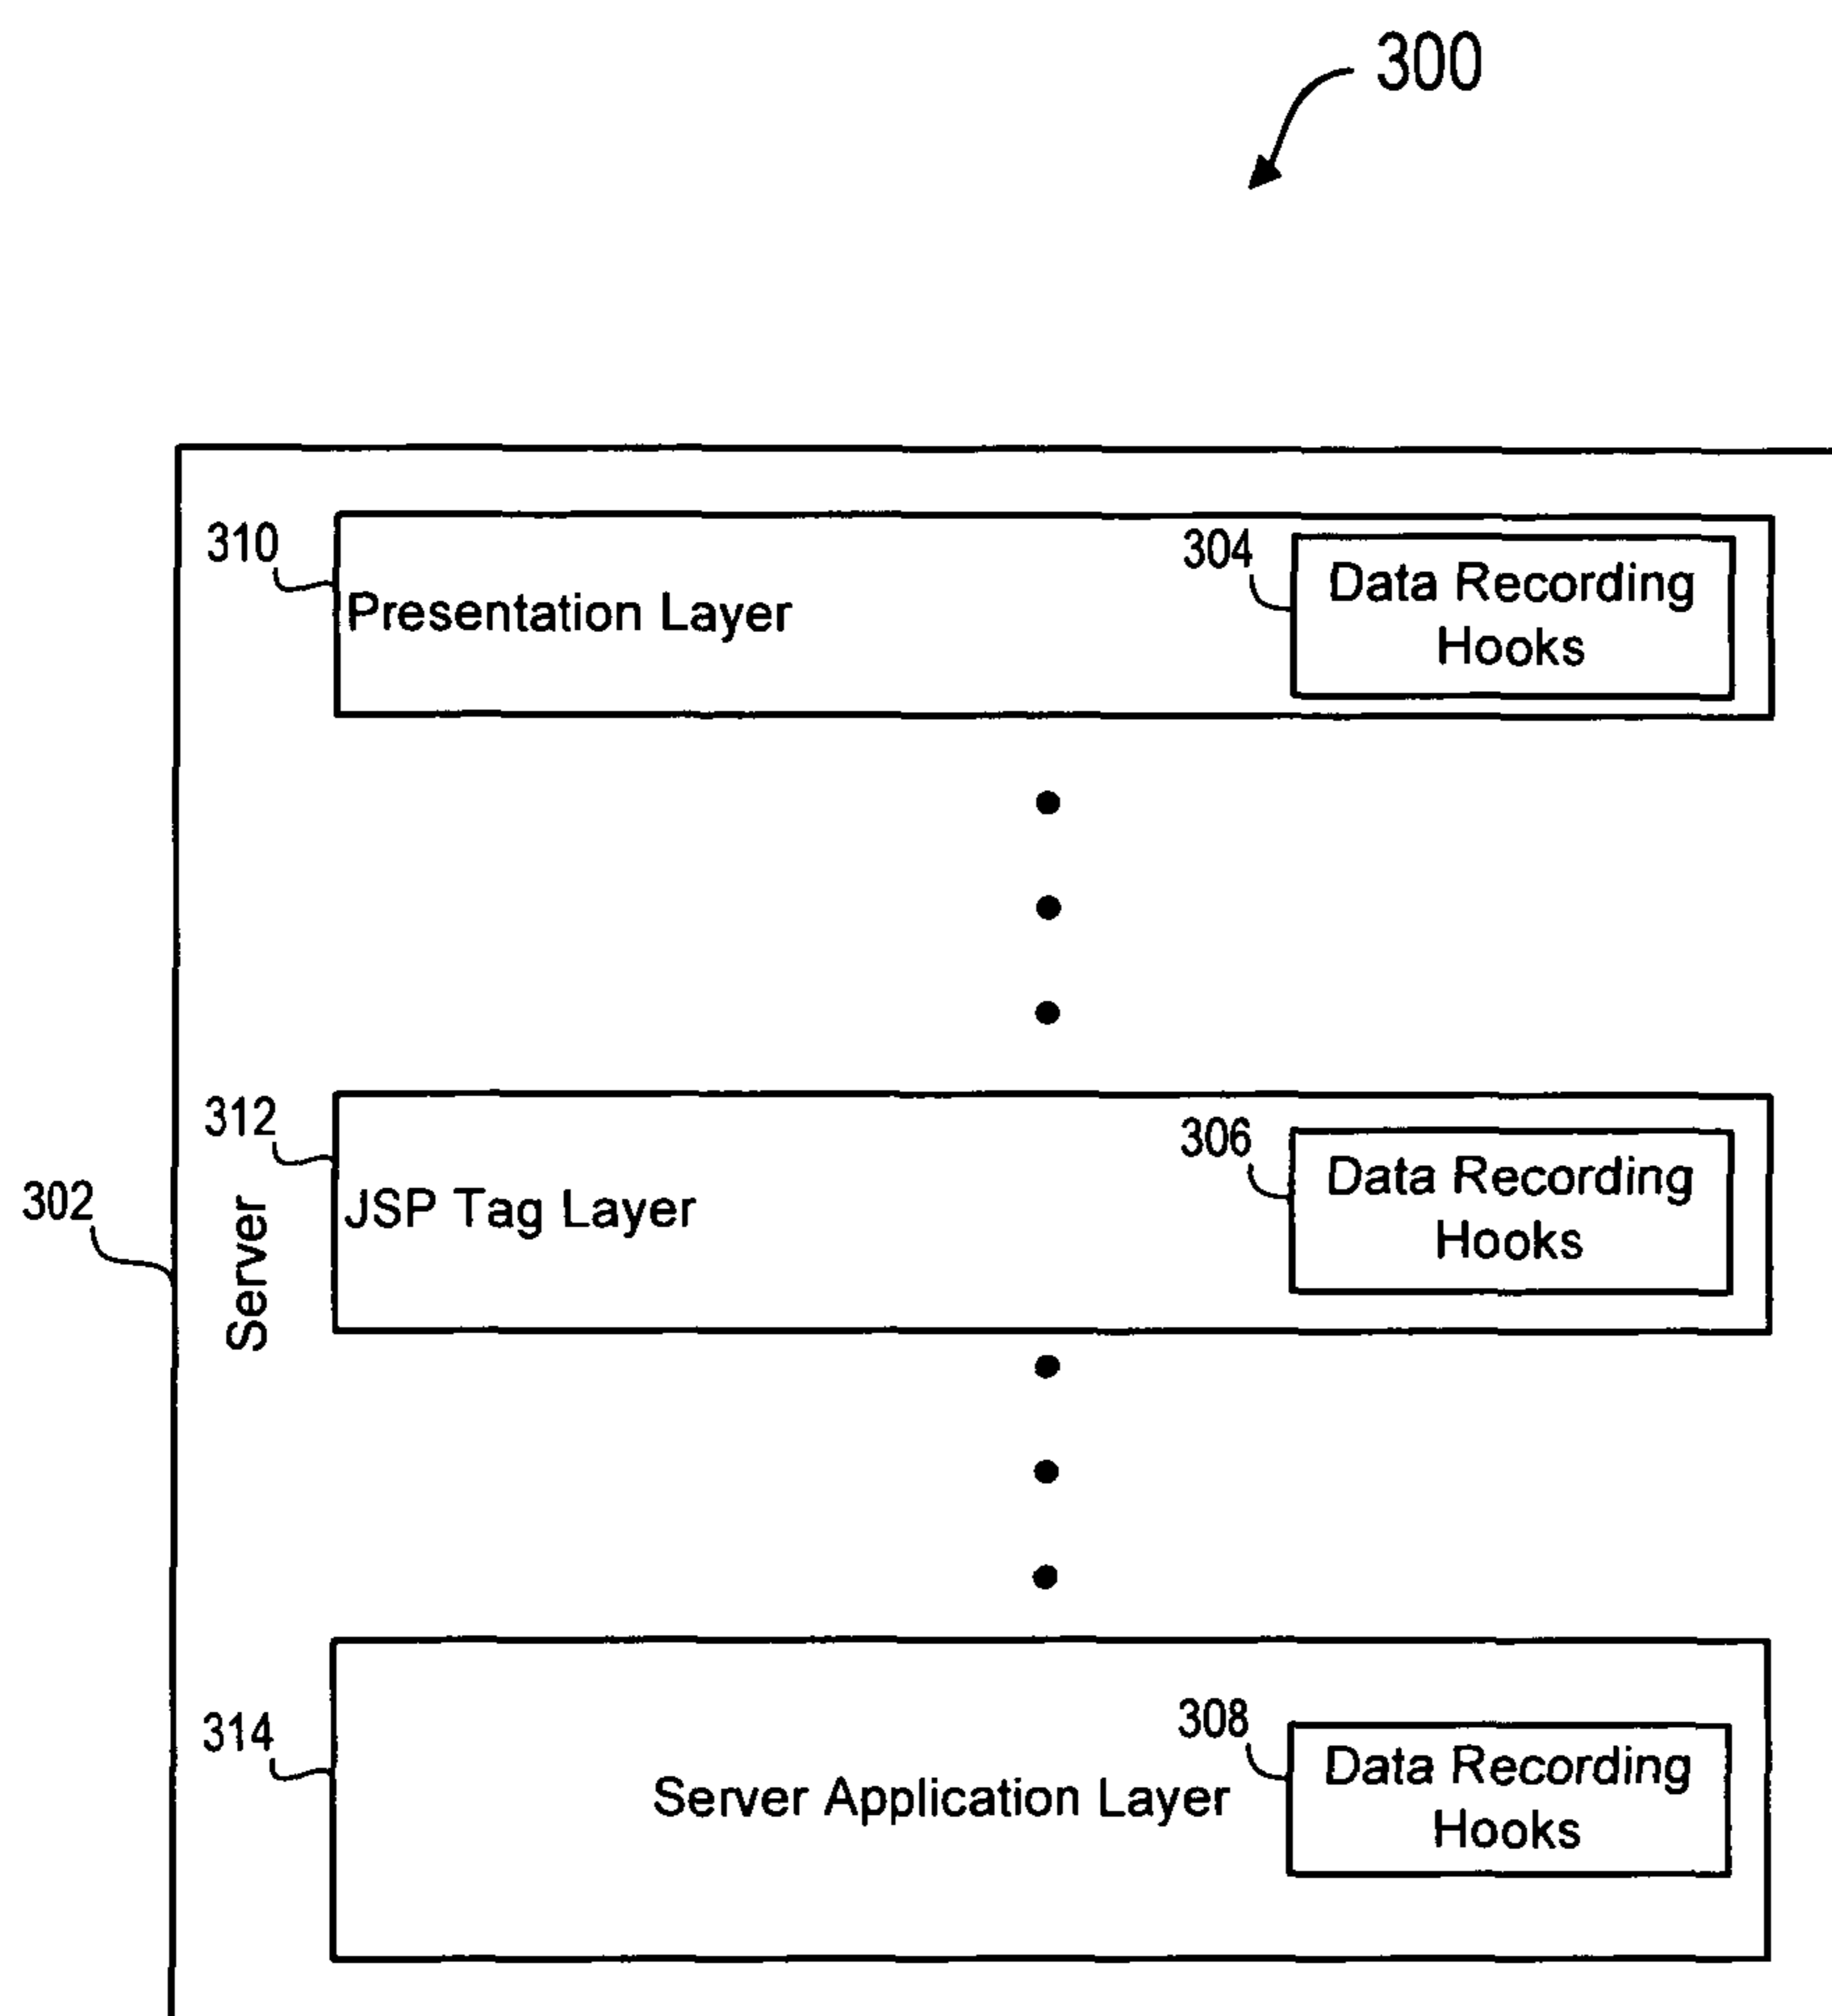 300
310
304
Data Recording
Hooks
Presentation Layer
312
306
Data Recording
Hooks
JSP Tag Layer
302
Server
314
308
Data Recording
Hooks
Server Application Layer